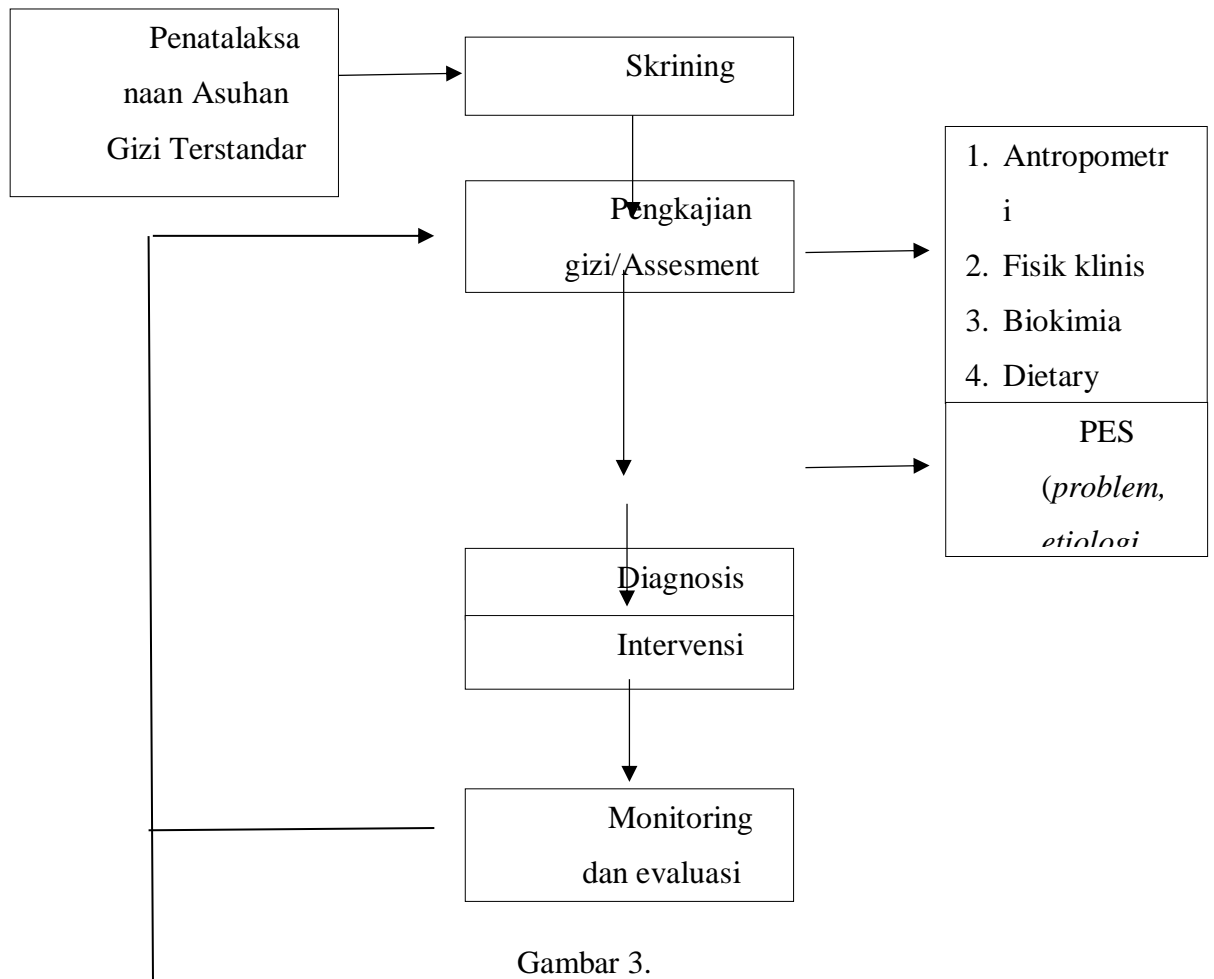 Penatalaksa
naan Asuhan
Gizi Terstandar
Skrining
Pengkajian
gizi/Assesment
1. Antropometr
i
2. Fisik klinis
3. Biokimia
4. Dietary
PES
(problem,
etiologi
Diagnosis
Intervensi
Monitoring
dan evaluasi
Gambar 3.